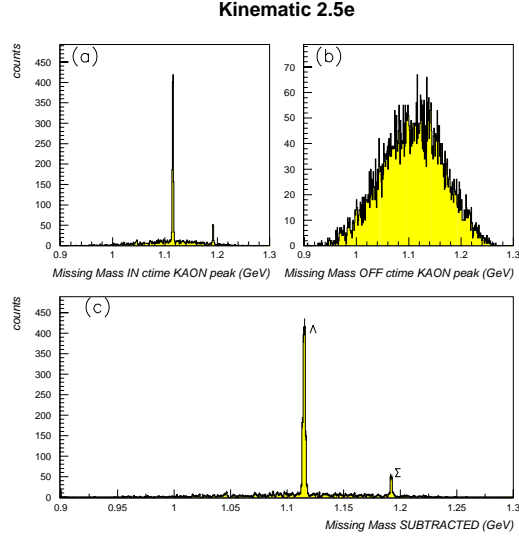 Kinematic 2.5e
counts
(a)
450
400
350
300
250
200
150
100
50
0
0.9 1 1.1 1.2 1.3
Missing Mass IN ctime KAON peak (GeV)
(b)
70
60
50
40
30
20
10
0
0.9 1 1.1 1.2 1.3
Missing Mass OFF ctime KAON peak (GeV)
counts
(c)
450
400
350
300
250
200
150
100
50
0
Λ
Σ
0.9 0.95 1 1.05 1.1 1.15 1.2 1.25 1.3
Missing Mass SUBTRACTED (GeV)